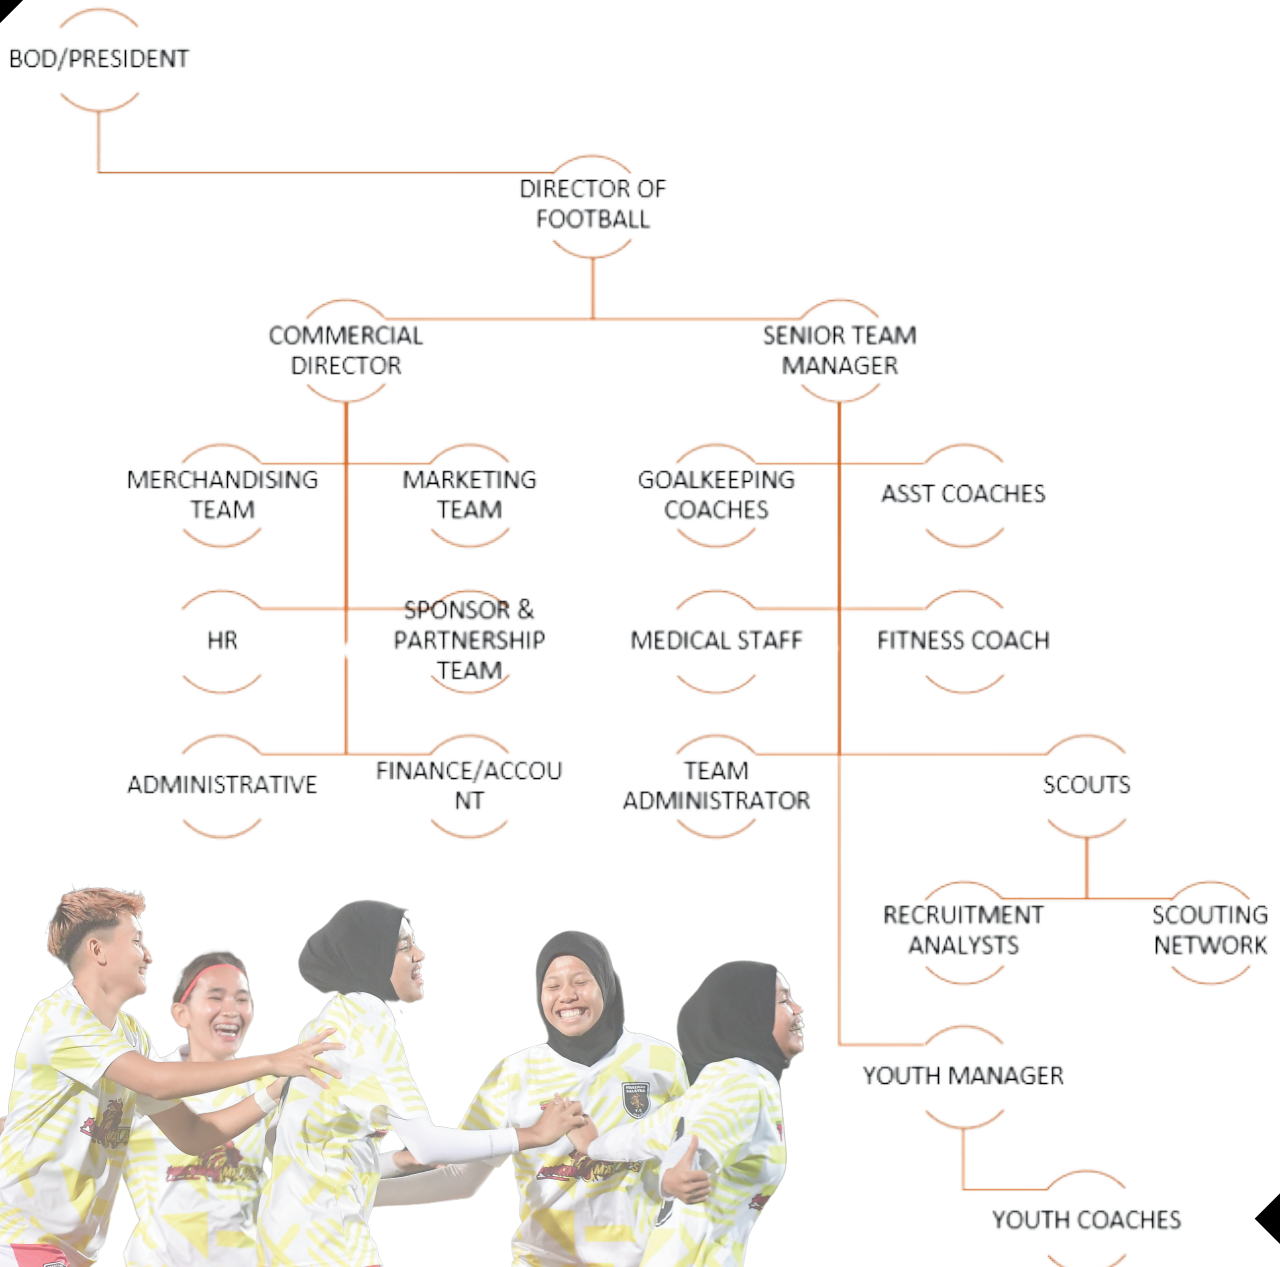 BOD/PRESIDENT
DIRECTOR OF
FOOTBALL
COMMERCIAL
DIRECTOR
SENIOR TEAM
MANAGER
MERCHANDISING
TEAM
MARKETING
TEAM
GOALKEEPING
COACHES
ASST COACHES
HR
SPONSOR &
PARTNERSHIP
TEAM
MEDICAL STAFF
FITNESS COACH
ADMINISTRATIVE
FINANCE/ACCOU
NT
TEAM
ADMINISTRATOR
SCOUTS
RECRUITMENT
ANALYSTS
SCOUTING
NETWORK
YOUTH MANAGER
YOUTH COACHES